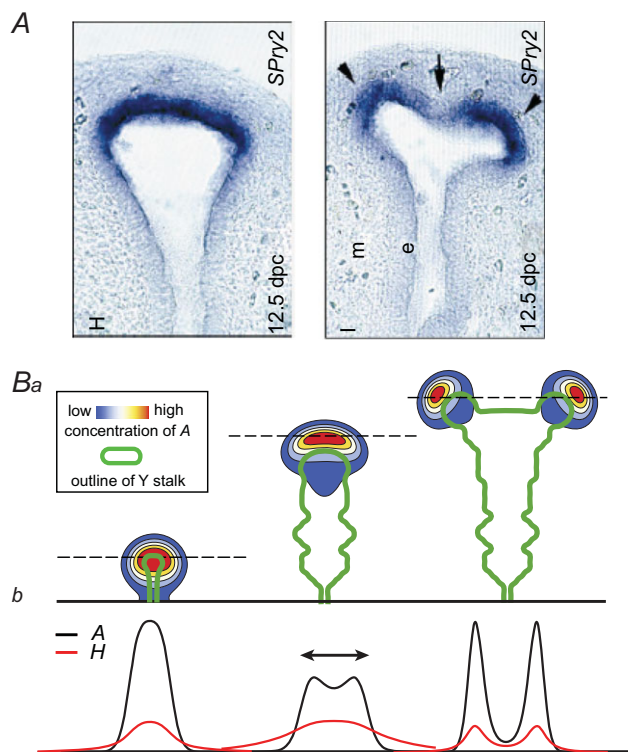 A
SPry2
H
12.5 dpc
SPry2
m
e
I
12.5 dpc
Ba
low high
concentration of A
outline of Y stalk
b
A
H